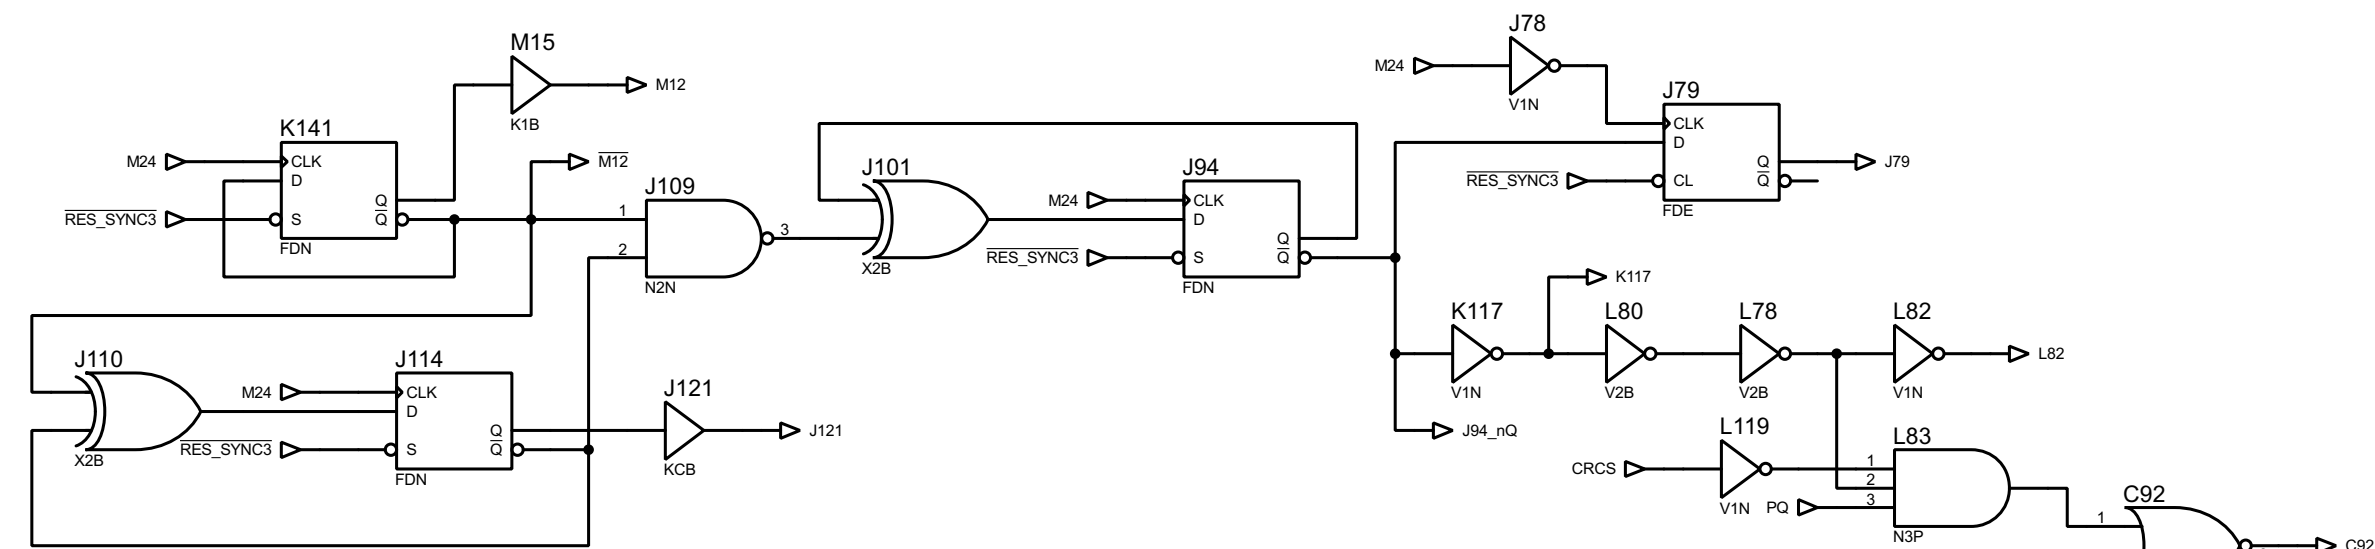 J78
M24
V1N
M15
M12
K1B
J79
CLK
D
Q
Q
CL
RES_SYNC3
J79
FDE
K141
M24
CLK
D
Q
Q
RES_SYNC3
S
FDN
M12
J109
1
2
3
N2N
J101
X2B
J94
M24
CLK
D
Q
Q
RES_SYNC3
S
FDN
K117
K117
V1N
L80
V2B
L78
V2B
L82
V1N
L82
J94_nQ
J110
X2B
J114
M24
CLK
D
Q
Q
RES_SYNC3
S
FDN
J121
KCB
J121
L119
CRCS
V1N
L83
1
2
3
PQ
N3P
C92
1
C92